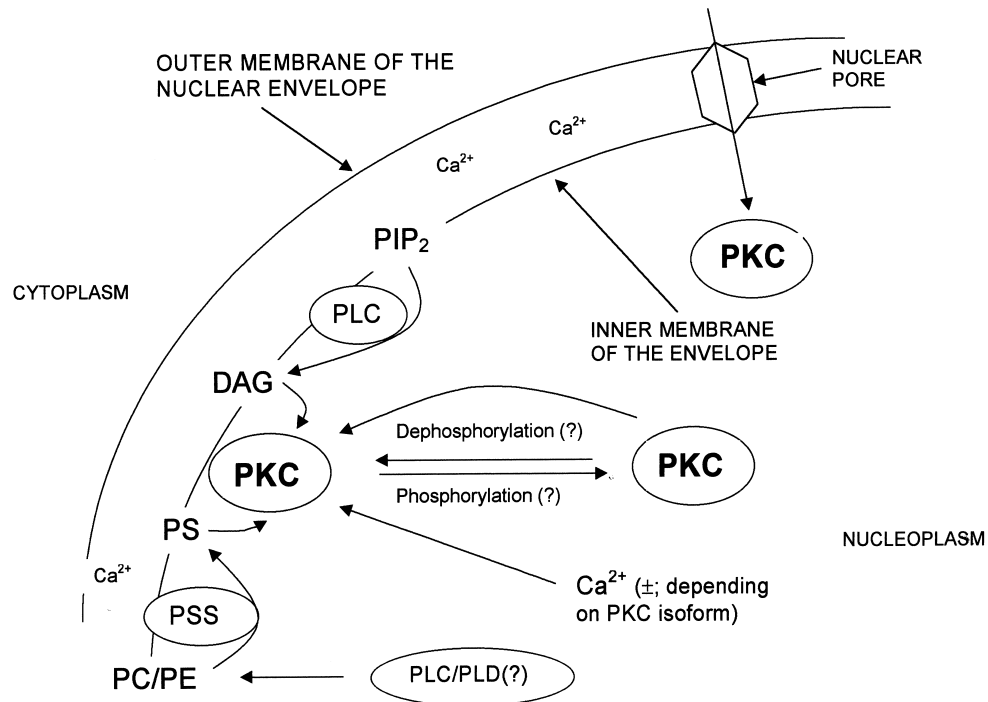 OUTER MEMBRANE OF THE
NUCLEAR ENVELOPE
NUCLEAR
PORE
Ca²⁺
Ca²⁺
PIP₂
PKC
CYTOPLASM
PLC
INNER MEMBRANE
OF THE ENVELOPE
DAG
Dephosphorylation (?)
PKC
PKC
Phosphorylation (?)
PS
NUCLEOPLASM
Ca²⁺
Ca²⁺ (±; depending
on PKC isoform)
PSS
PC/PE
PLC/PLD(?)